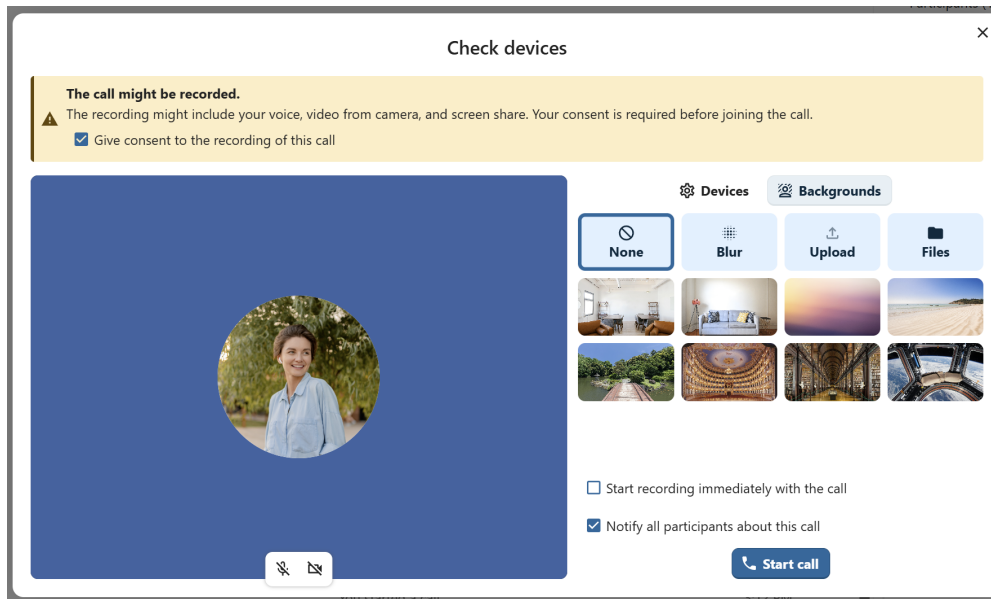 Check devices
The call might be recorded.
The recording might include your voice, video from camera, and screen share. Your consent is required before joining the call.
Give consent to the recording of this call
Devices
Backgrounds
None
Blur
Upload
Files
Start recording immediately with the call
Notify all participants about this call
Start call